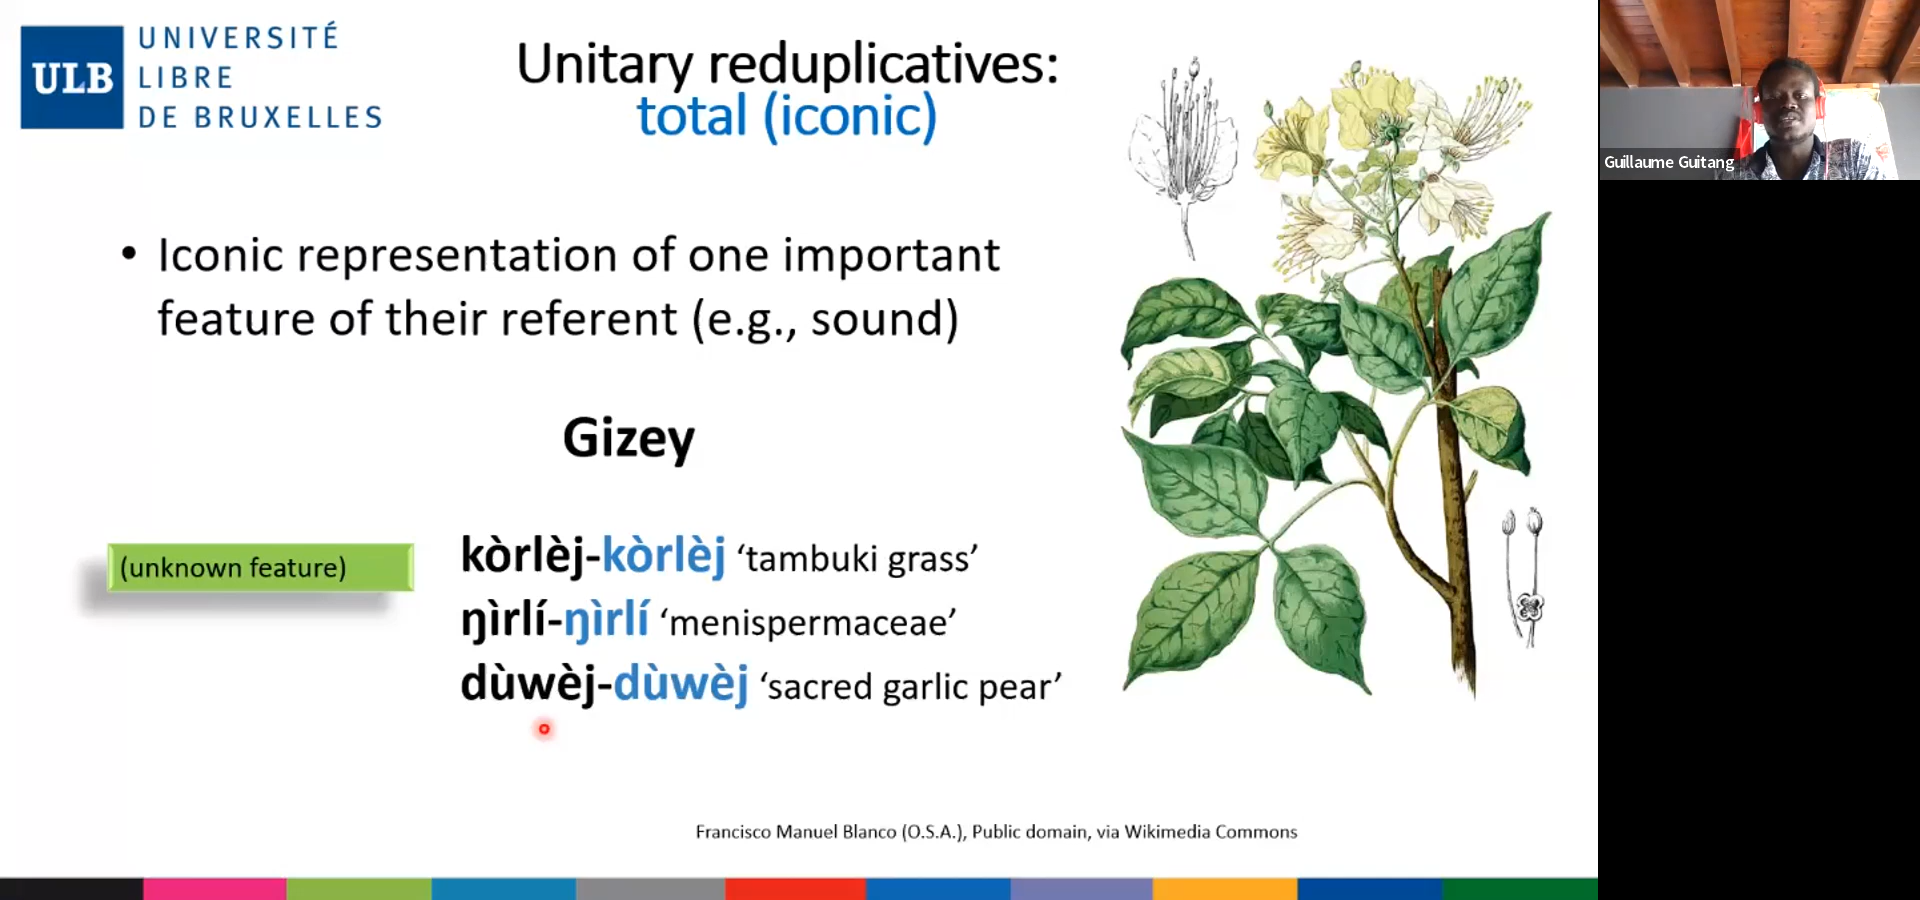 ULB
UNIVERSITÉ
LIBRE
DE BRUXELLES
Unitary reduplicatives:
total (iconic)
Guillaume Guitang
• Iconic representation of one important
feature of their referent (e.g., sound)
Gizey
(unknown feature)
kòrlèj-kòrlèj ‘tambuki grass’
ŋìrlí-ŋìrlí ‘menispermaceae’
dùwèj-dùwèj ‘sacred garlic pear’
Francisco Manuel Blanco (O.S.A.), Public domain, via Wikimedia Commons